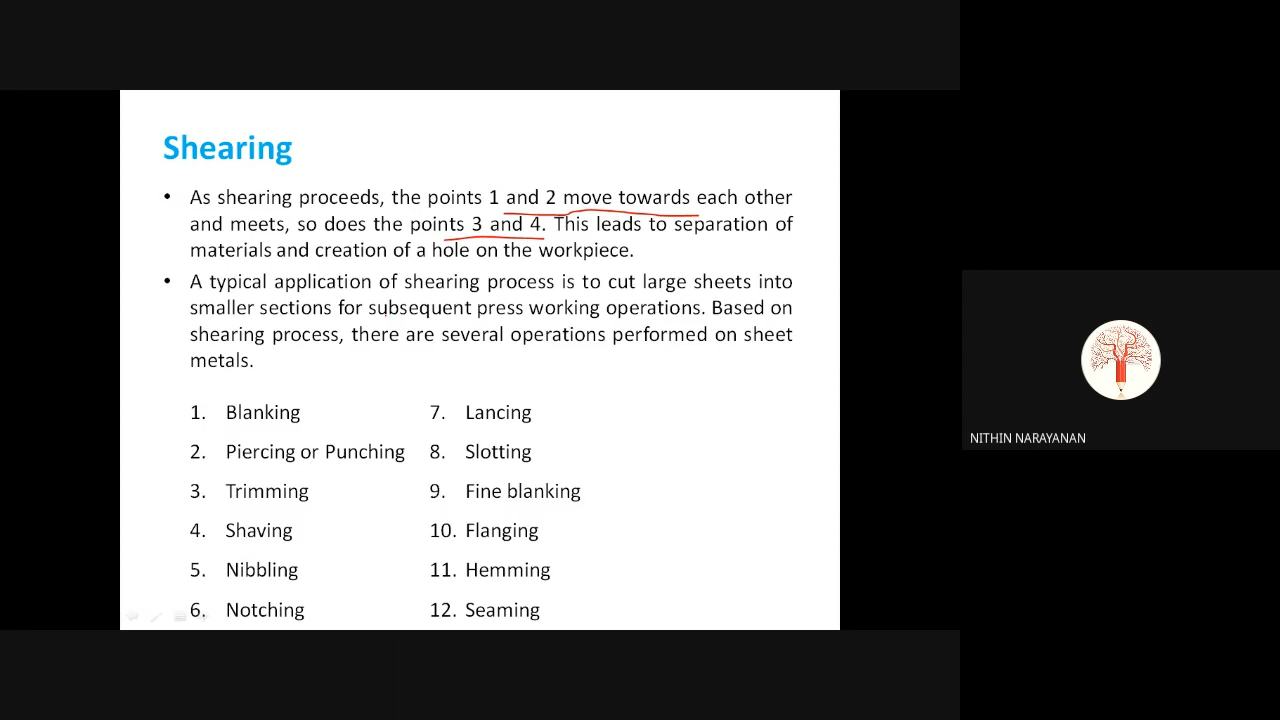 Shearing
• As shearing proceeds, the points 1 and 2 move towards each other
and meets, so does the points 3 and 4. This leads to separation of
materials and creation of a hole on the workpiece.
• A typical application of shearing process is to cut large sheets into
smaller sections for subsequent press working operations. Based on
shearing process, there are several operations performed on sheet
metals.
1. Blanking
2. Piercing or Punching
3. Trimming
4. Shaving
5. Nibbling
6. Notching
7. Lancing
8. Slotting
9. Fine blanking
10. Flanging
11. Hemming
12. Seaming
NITHIN NARAYANAN